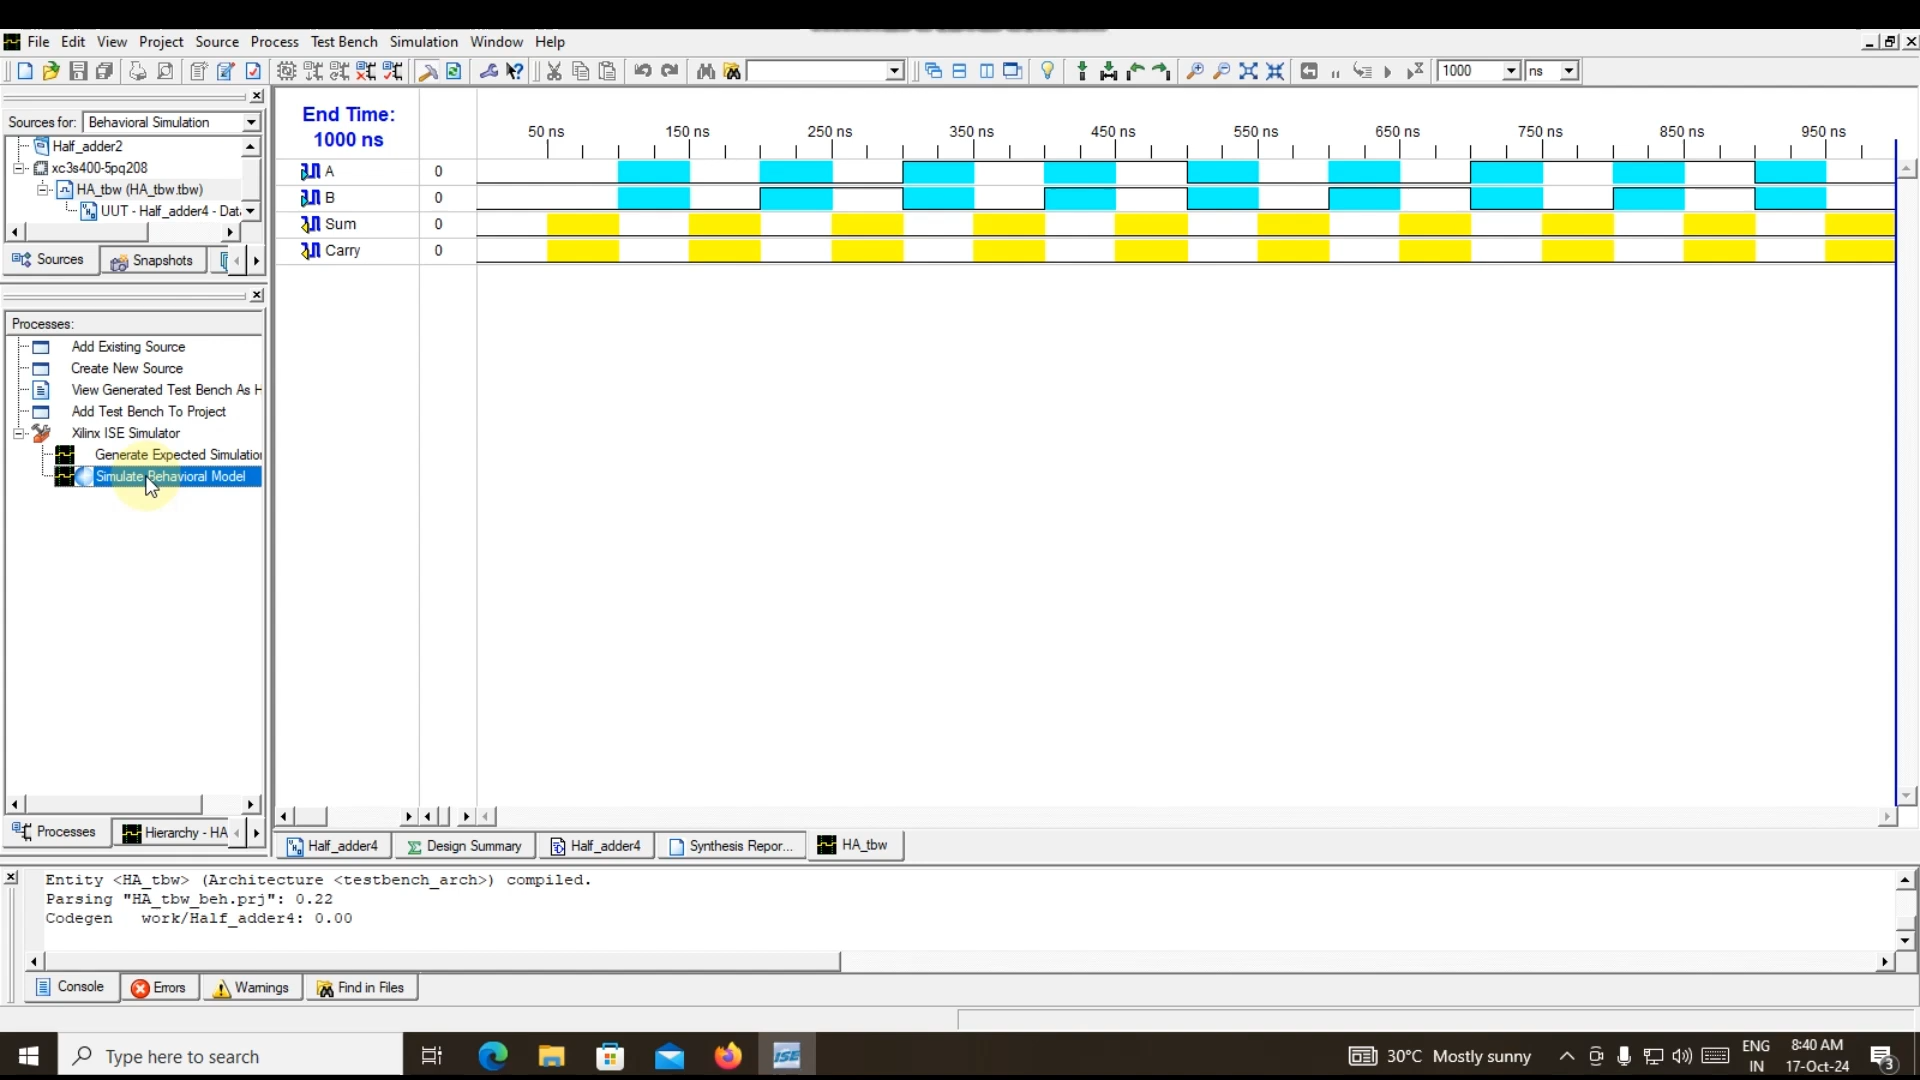 File Edit View Project Source Process Test Bench Simulation Window Help
1000 ns
Sources for: Behavioral Simulation
Half_adder2
xc3s400-5pq208
HA_tbw (HA_tbw.tbw)
UUT - Half_adder4 - Dat
Sources Snapshots
Processes:
Add Existing Source
Create New Source
View Generated Test Bench As H
Add Test Bench To Project
Xilinx ISE Simulator
Generate Expected Simulation
Simulate Behavioral Model
Processes Hierarchy - HA
End Time:
1000 ns
50 ns 150 ns 250 ns 350 ns 450 ns 550 ns 650 ns 750 ns 850 ns 950 ns
A 0
B 0
Sum 0
Carry 0
Half_adder4 Design Summary Half_adder4 Synthesis Repor... HA_tbw
Entity <HA_tbw> (Architecture <testbench_arch>) compiled.
Parsing "HA_tbw_beh.prj": 0.22
Codegen work/Half_adder4: 0.00
Console Errors Warnings Find in Files
Type here to search
ISE
30°C Mostly sunny
ENG
IN
8:40 AM
17-Oct-24
3